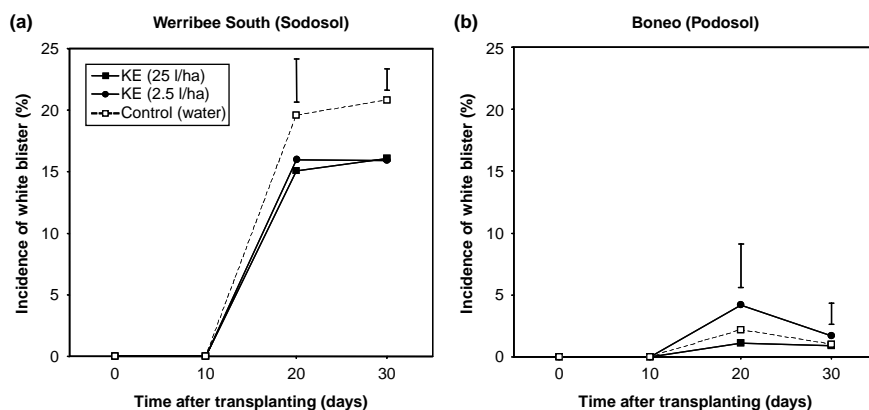 (a) Werribee South (Sodosol)
25
20
15
10
5
0
Incidence of white blister (%)
KE (25 l/ha)
KE (2.5 l/ha)
Control (water)
0 10 20 30
Time after transplanting (days)
(b) Boneo (Podosol)
25
20
15
10
5
0
Incidence of white blister (%)
0 10 20 30
Time after transplanting (days)